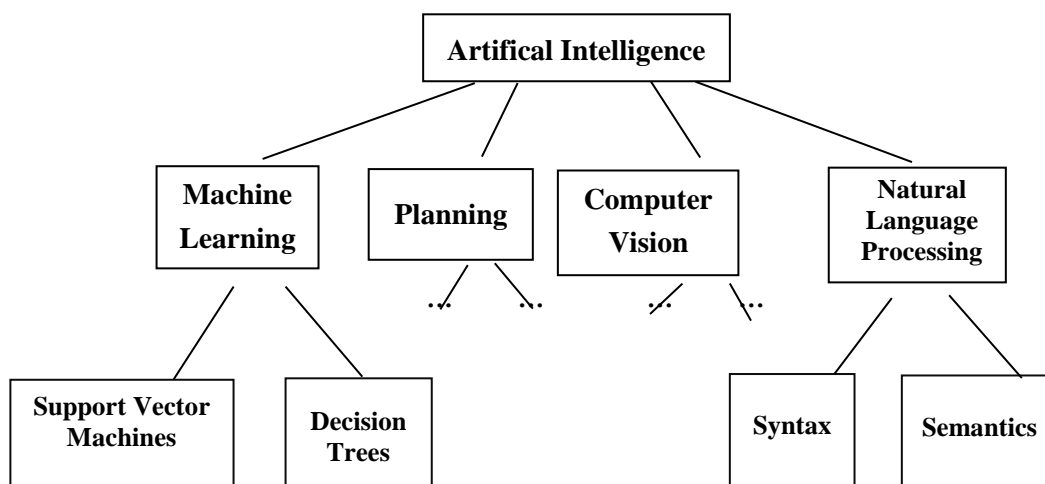 Artifical Intelligence
Machine
Learning
Planning
Computer
Vision
Natural
Language
Processing
...
...
...
...
Support Vector
Machines
Decision
Trees
Syntax
Semantics